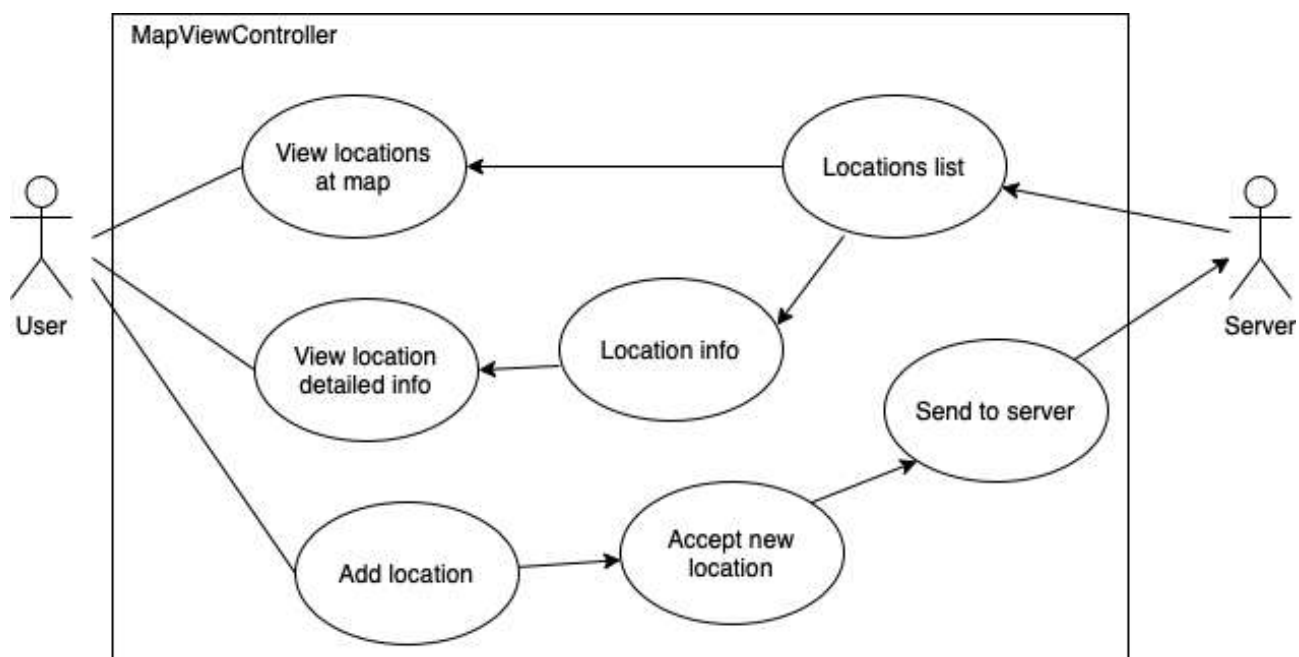 MapViewController
View locations
at map
Locations list
User
Server
View location
detailed info
Location info
Send to server
Add location
Accept new
location